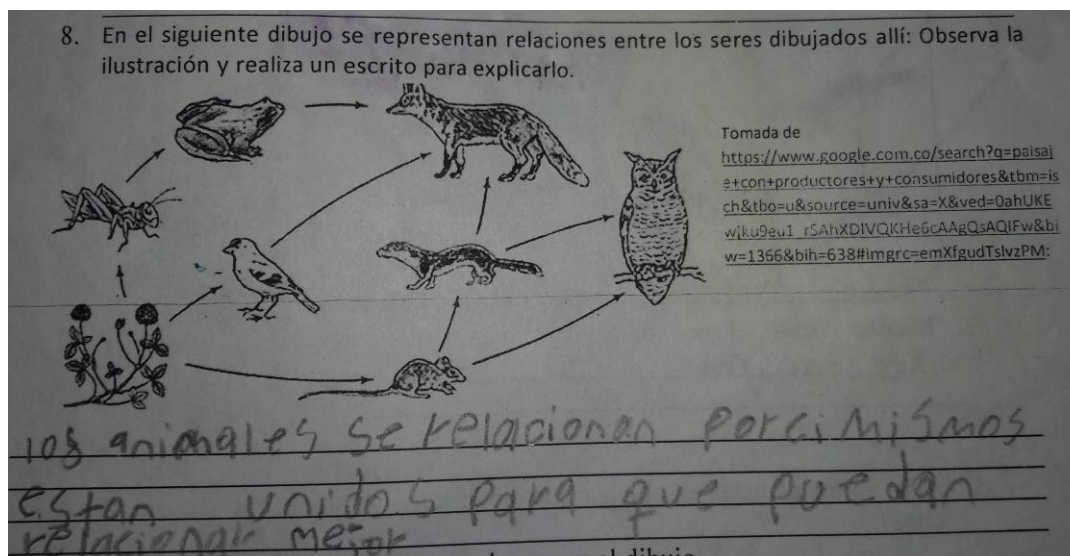 8. En el siguiente dibujo se representan relaciones entre los seres dibujados allí: Observa la
ilustración y realiza un escrito para explicarlo.
Tomada de
https://www.google.com.co/search?q=paisaj
e+con+productores+y+consumidores&tbm=is
ch&tbo=u&source=univ&sa=X&ved=0ahUKE
wjku9eu1_rSAhXDIVQKHe6cAAgQsAQIFw&bi
w=1366&bih=638#imgrc=emXfgudTslvzPM:
los animales se relacionan porci mismos
estan unidos para que puedan
relacionar mejor